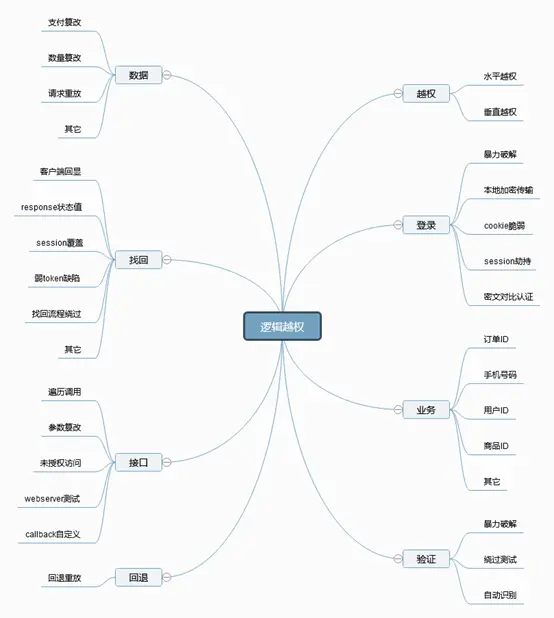 逻辑越权
数据
支付篡改
数量篡改
请求重放
其它
找回
客户端回显
response状态值
session覆盖
弱token缺陷
找回流程绕过
其它
接口
遍历调用
参数篡改
未授权访问
webserver测试
callback自定义
回退
回退重放
越权
水平越权
垂直越权
登录
暴力破解
本地加密传输
cookie脆弱
session劫持
密文对比认证
业务
订单ID
手机号码
用户ID
商品ID
其它
验证
暴力破解
绕过测试
自动识别